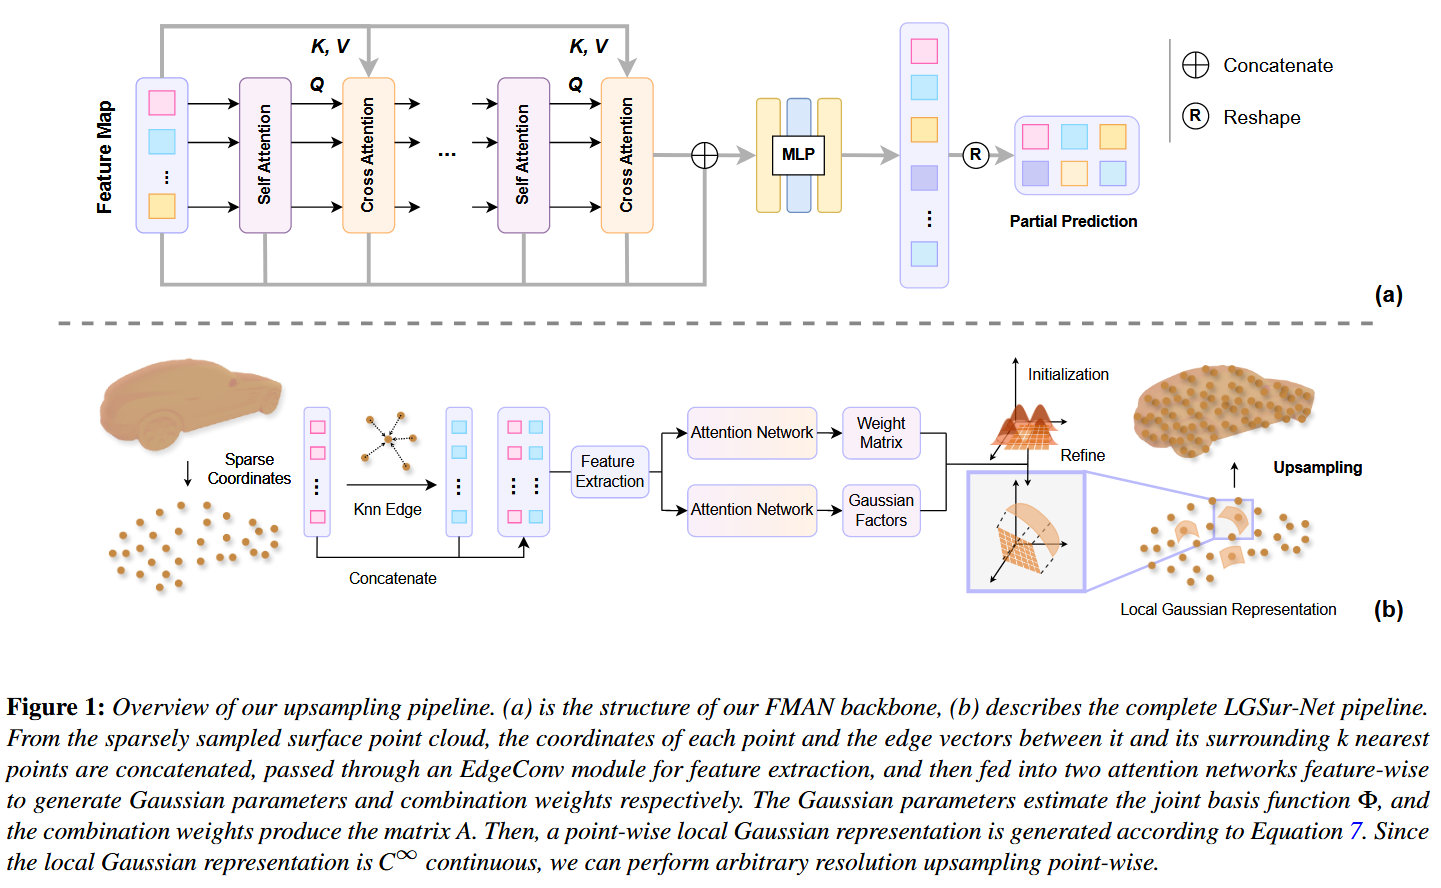 K, V
K, V
Q
Q
Feature Map
Self Attention
Cross Attention
...
Self Attention
Cross Attention
MLP
R
Partial Prediction
Concatenate
R
Reshape
(a)
Sparse
Coordinates
Knn Edge
Concatenate
Feature
Extraction
Attention Network
Weight
Matrix
Attention Network
Gaussian
Factors
Initialization
Refine
Upsampling
Local Gaussian Representation
(b)
Figure 1: Overview of our upsampling pipeline. (a) is the structure of our FMAN backbone, (b) describes the complete LGSur-Net pipeline.
From the sparsely sampled surface point cloud, the coordinates of each point and the edge vectors between it and its surrounding k nearest
points are concatenated, passed through an EdgeConv module for feature extraction, and then fed into two attention networks feature-wise
to generate Gaussian parameters and combination weights respectively. The Gaussian parameters estimate the joint basis function Φ, and
the combination weights produce the matrix A. Then, a point-wise local Gaussian representation is generated according to Equation 7. Since
the local Gaussian representation is C∞ continuous, we can perform arbitrary resolution upsampling point-wise.